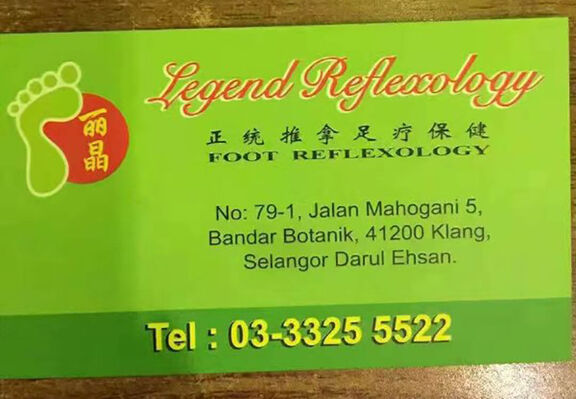 Legend Reflexology
丽
晶
正统推拿足疗保健
FOOT REFLEXOLOGY
No: 79-1, Jalan Mahogani 5,
Bandar Botanik, 41200 Klang,
Selangor Darul Ehsan.
Tel : 03-3325 5522